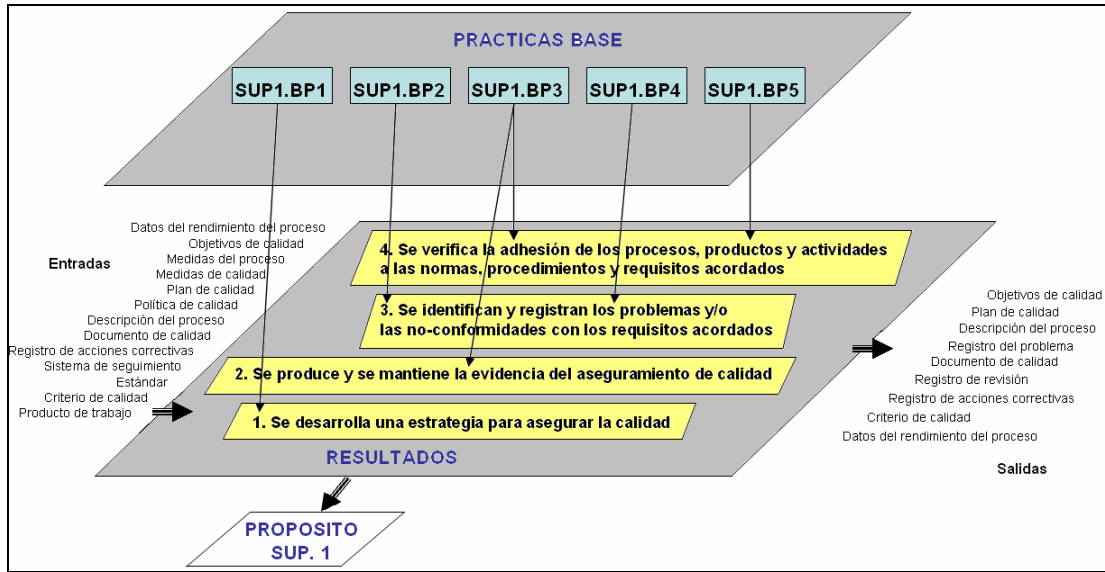 PRACTICAS BASE
SUP1.BP1
SUP1.BP2
SUP1.BP3
SUP1.BP4
SUP1.BP5
Entradas
Datos del rendimiento del proceso
Objetivos de calidad
Medidas del proceso
Medidas de calidad
Plan de calidad
Política de calidad
Descripción del proceso
Documento de calidad
Registro de acciones correctivas
Sistema de seguimiento
Estándar
Criterio de calidad
Producto de trabajo
4. Se verifica la adhesión de los procesos, productos y actividades
a las normas, procedimientos y requisitos acordados
3. Se identifican y registran los problemas y/o
las no-conformidades con los requisitos acordados
2. Se produce y se mantiene la evidencia del aseguramiento de calidad
1. Se desarrolla una estrategia para asegurar la calidad
RESULTADOS
Objetivos de calidad
Plan de calidad
Descripción del proceso
Registro del problema
Documento de calidad
Registro de revisión
Registro de acciones correctivas
Criterio de calidad
Datos del rendimiento del proceso
Salidas
PROPOSITO
SUP. 1